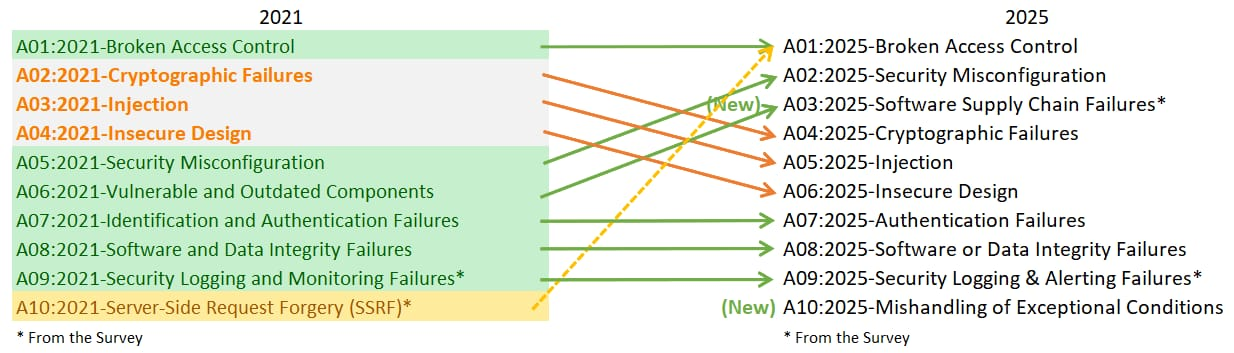 2021 2025
A01:2021-Broken Access Control A01:2025-Broken Access Control
A02:2021-Cryptographic Failures A02:2025-Security Misconfiguration
A03:2021-Injection (New) A03:2025-Software Supply Chain Failures*
A04:2021-Insecure Design A04:2025-Cryptographic Failures
A05:2021-Security Misconfiguration A05:2025-Injection
A06:2021-Vulnerable and Outdated Components A06:2025-Insecure Design
A07:2021-Identification and Authentication Failures A07:2025-Authentication Failures
A08:2021-Software and Data Integrity Failures A08:2025-Software or Data Integrity Failures
A09:2021-Security Logging and Monitoring Failures* A09:2025-Security Logging & Alerting Failures*
A10:2021-Server-Side Request Forgery (SSRF)* (New) A10:2025-Mishandling of Exceptional Conditions
* From the Survey * From the Survey